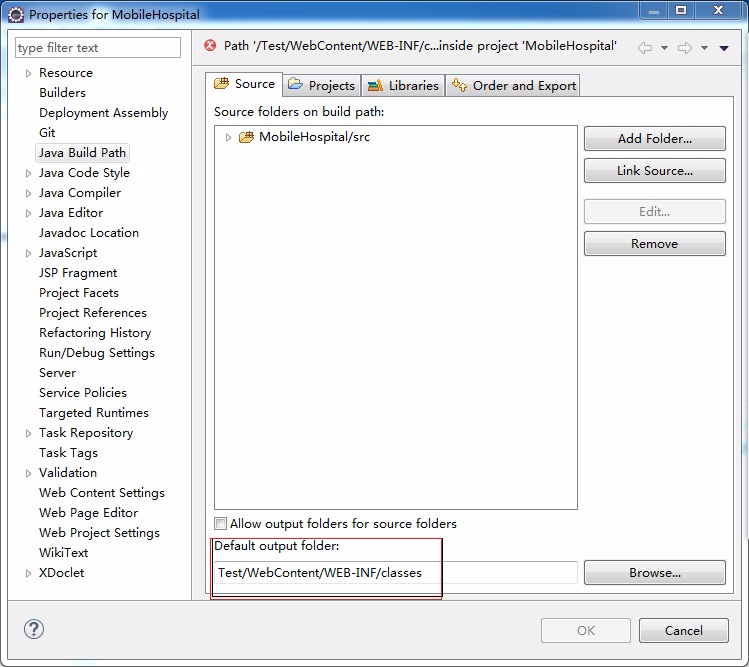 Properties for MobileHospital
type filter text
Resource
Builders
Deployment Assembly
Git
Java Build Path
Java Code Style
Java Compiler
Java Editor
Javadoc Location
JavaScript
JSP Fragment
Project Facets
Project References
Refactoring History
Run/Debug Settings
Server
Service Policies
Targeted Runtimes
Task Repository
Task Tags
Validation
Web Content Settings
Web Page Editor
Web Project Settings
WikiText
XDoclet
Path '/Test/WebContent/WEB-INF/c...inside project 'MobileHospital'
Source Projects Libraries Order and Export
Source folders on build path:
MobileHospital/src
Add Folder...
Link Source...
Edit...
Remove
Allow output folders for source folders
Default output folder:
Test/WebContent/WEB-INF/classes
Browse...
?
OK Cancel